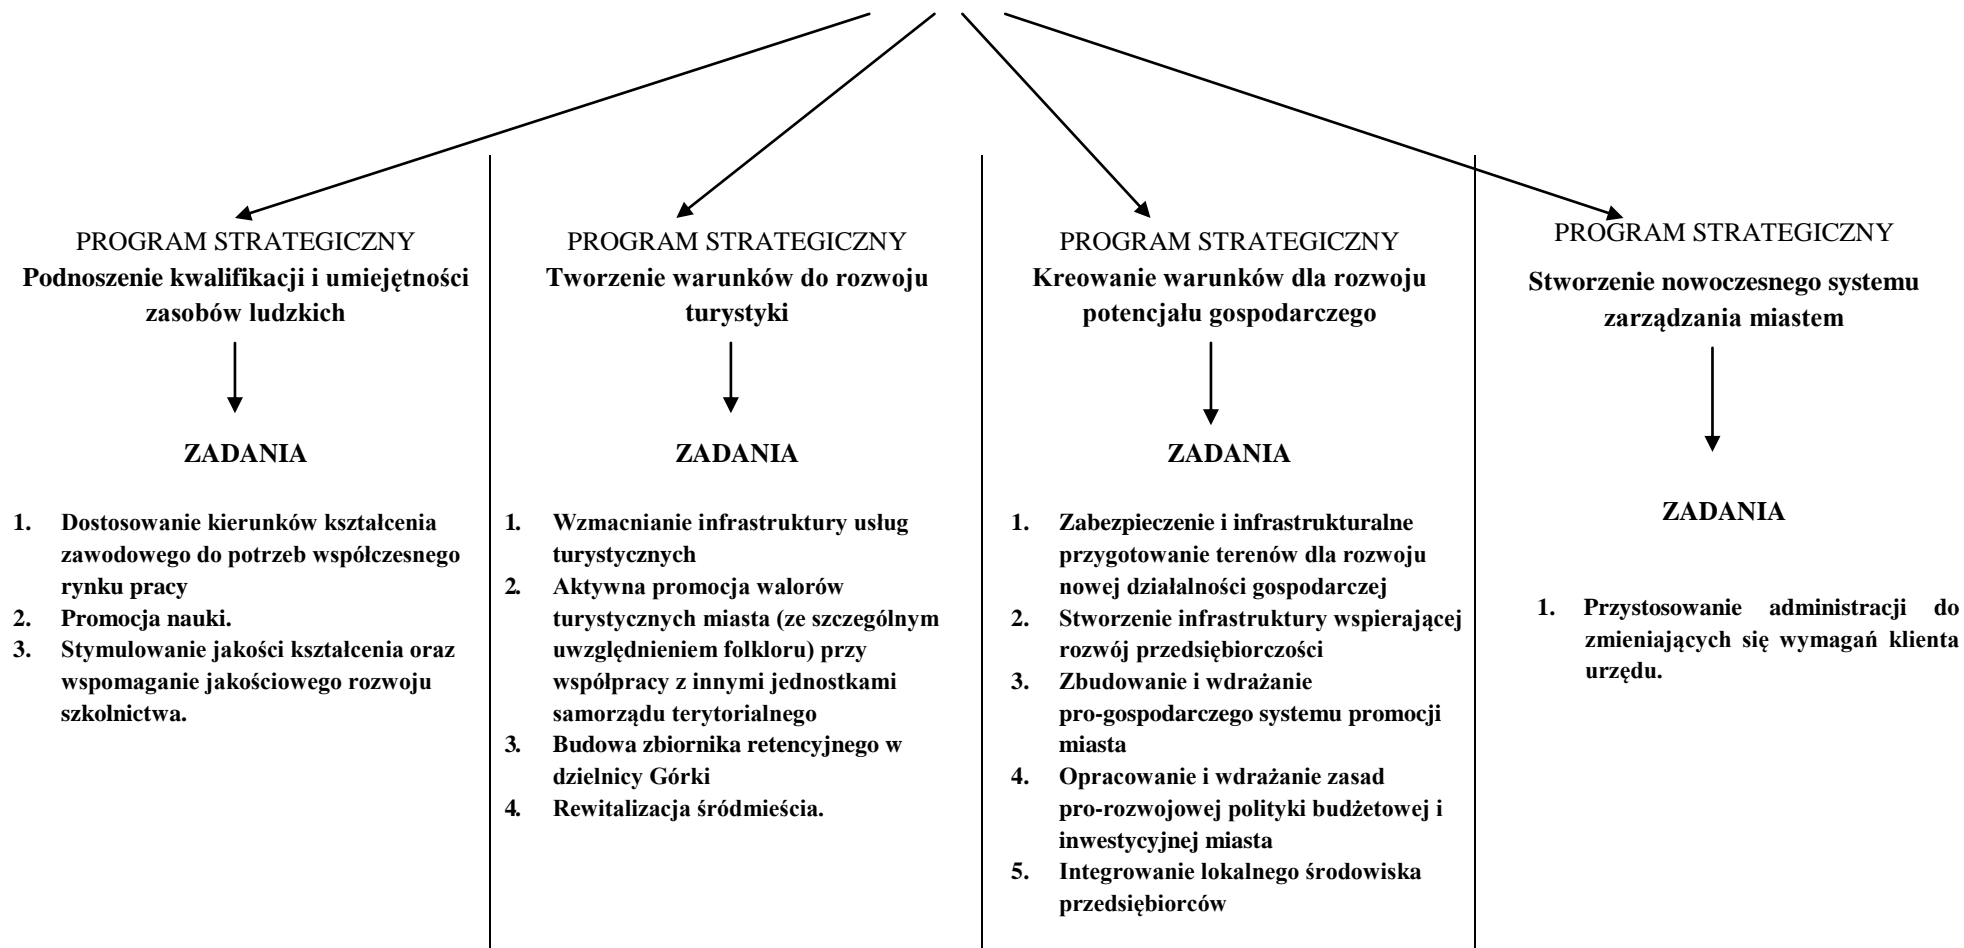 PROGRAM STRATEGICZNY
Podnoszenie kwalifikacji i umiejętności
zasobów ludzkich
ZADANIA
1. Dostosowanie kierunków kształcenia
zawodowego do potrzeb współczesnego
rynku pracy
2. Promocja nauki.
3. Stymulowanie jakości kształcenia oraz
wspomaganie jakościowego rozwoju
szkolnictwa.
PROGRAM STRATEGICZNY
Tworzenie warunków do rozwoju
turystyki
ZADANIA
1. Wzmacnianie infrastruktury usług
turystycznych
2. Aktywna promocja walorów
turystycznych miasta (ze szczególnym
uwzględnieniem folkloru) przy
współpracy z innymi jednostkami
samorządu terytorialnego
3. Budowa zbiornika retencyjnego w
dzielnicy Górki
4. Rewitalizacja śródmieścia.
PROGRAM STRATEGICZNY
Kreowanie warunków dla rozwoju
potencjału gospodarczego
ZADANIA
1. Zabezpieczenie i infrastrukturalne
przygotowanie terenów dla rozwoju
nowej działalności gospodarczej
2. Stworzenie infrastruktury wspierającej
rozwój przedsiębiorczości
3. Zbudowanie i wdrażanie
pro-gospodarczego systemu promocji
miasta
4. Opracowanie i wdrażanie zasad
pro-rozwojowej polityki budżetowej i
inwestycyjnej miasta
5. Integrowanie lokalnego środowiska
przedsiębiorców
PROGRAM STRATEGICZNY
Stworzenie nowoczesnego systemu
zarządzania miastem
ZADANIA
1. Przystosowanie administracji do
zmieniających się wymagań klienta
urzędu.